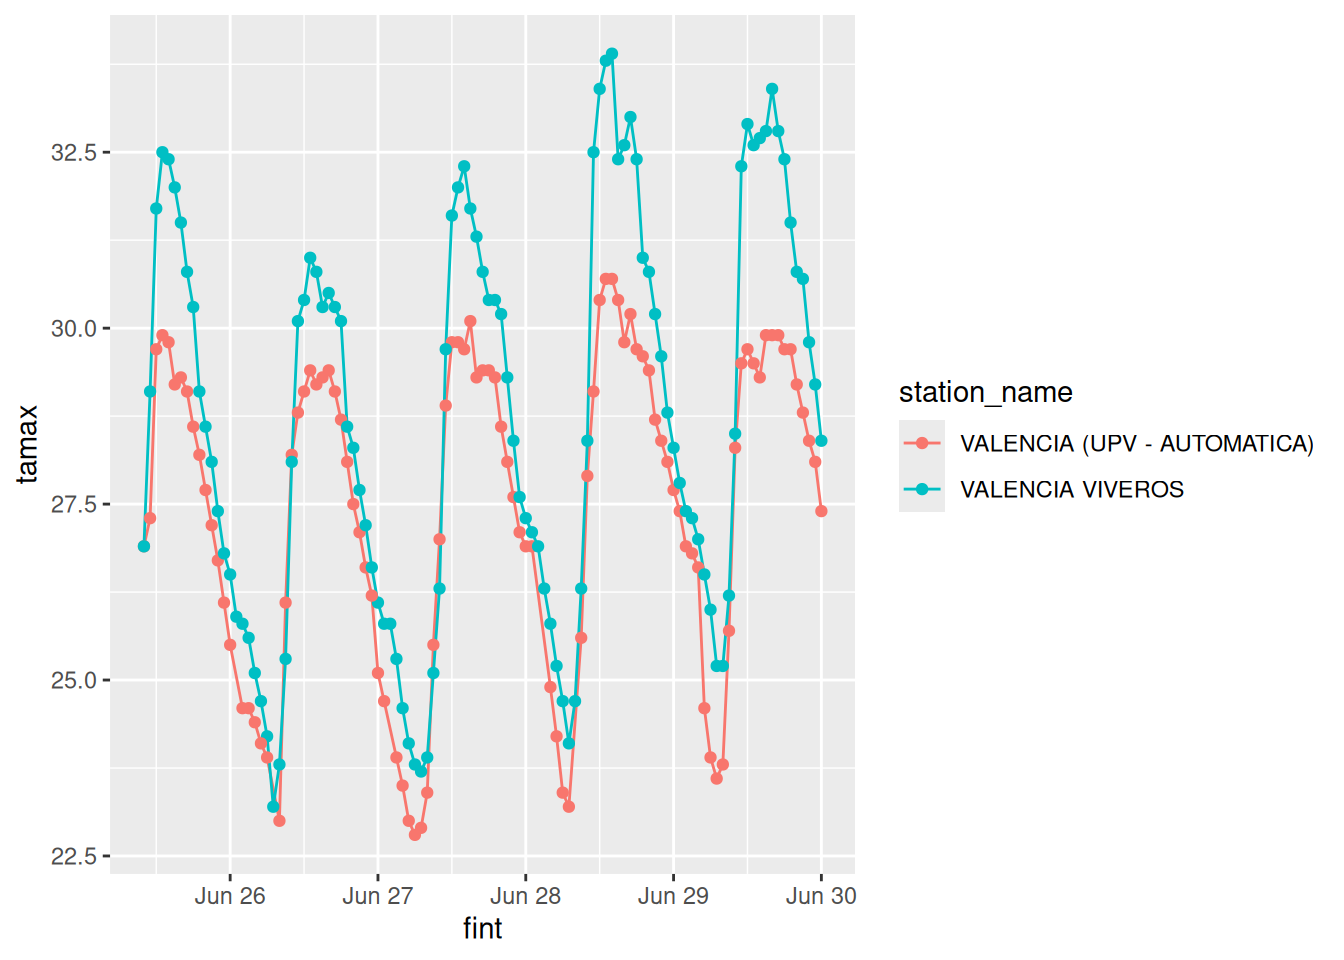 32.5
30.0
27.5
25.0
22.5
tamax
Jun 26
Jun 27
Jun 28
Jun 29
Jun 30
fint
station_name
VALENCIA (UPV - AUTOMATICA)
VALENCIA VIVEROS